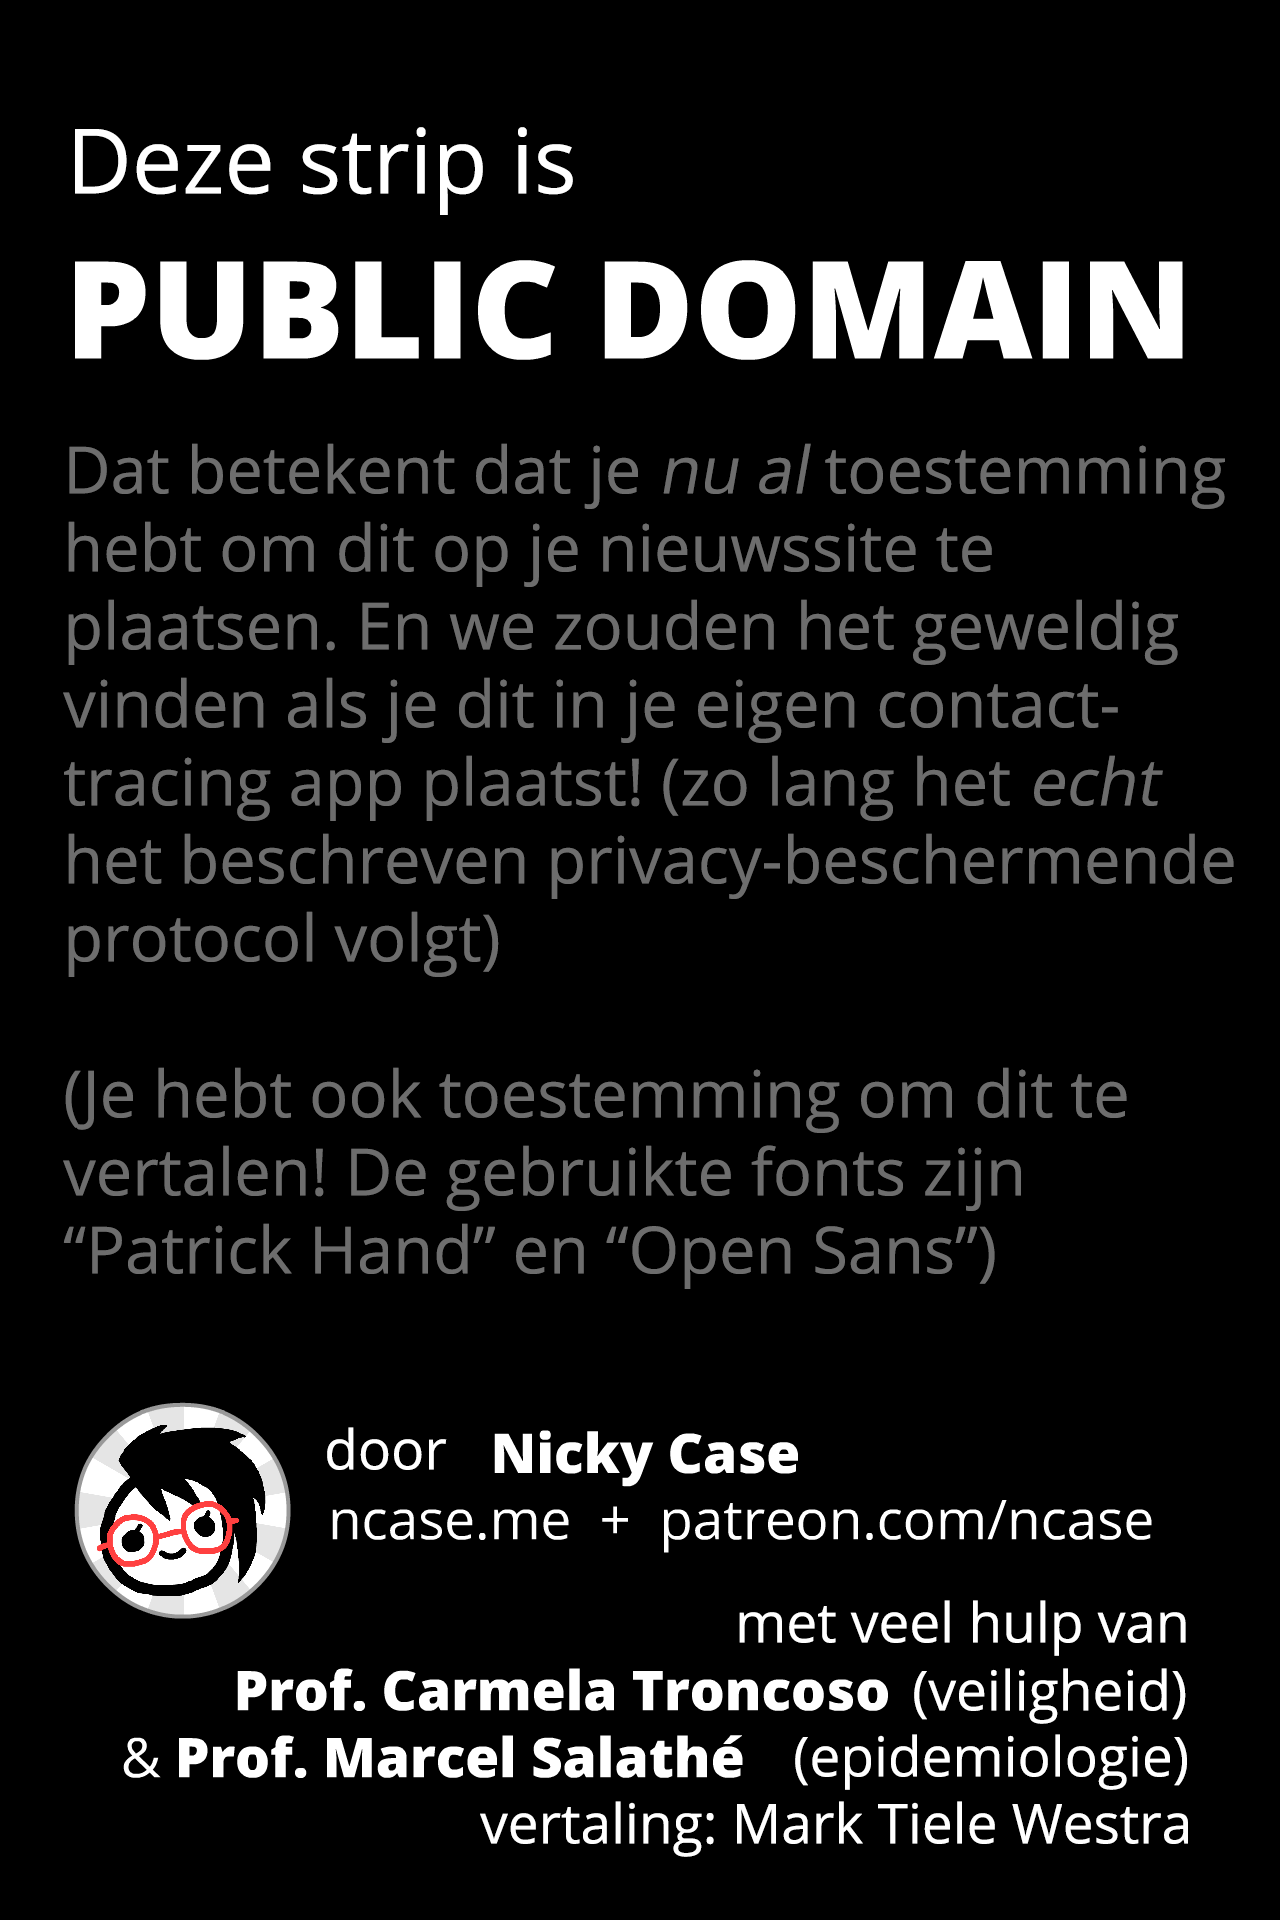 Deze strip is
PUBLIC DOMAIN
Dat betekent dat je nu al toestemming
hebt om dit op je nieuwssite te
plaatsen. En we zouden het geweldig
vinden als je dit in je eigen contact-
tracing app plaatst! (zo lang het echt
het beschreven privacy-beschermende
protocol volgt)
(Je hebt ook toestemming om dit te
vertalen! De gebruikte fonts zijn
“Patrick Hand” en “Open Sans”)
door Nicky Case
ncase.me + patreon.com/ncase
met veel hulp van
Prof. Carmela Troncoso (veiligheid)
& Prof. Marcel Salathé (epidemiologie)
vertaling: Mark Tiele Westra